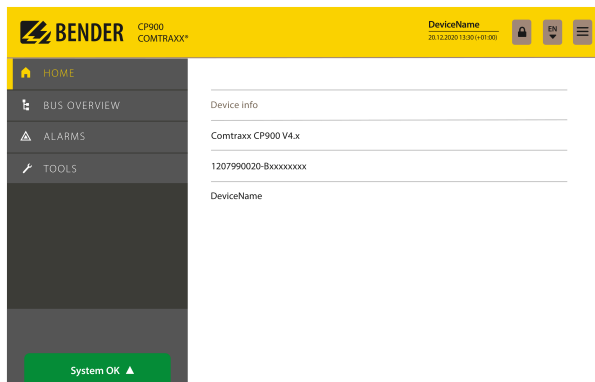 BENDER
CP900
COMTRAXX®
DeviceName
20.12.2020 13:30 (+01:00)
EN
HOME
BUS OVERVIEW
ALARMS
TOOLS
Device info
Comtraxx CP900 V4.x
1207990020-Bxxxxxxxx
DeviceName
System OK